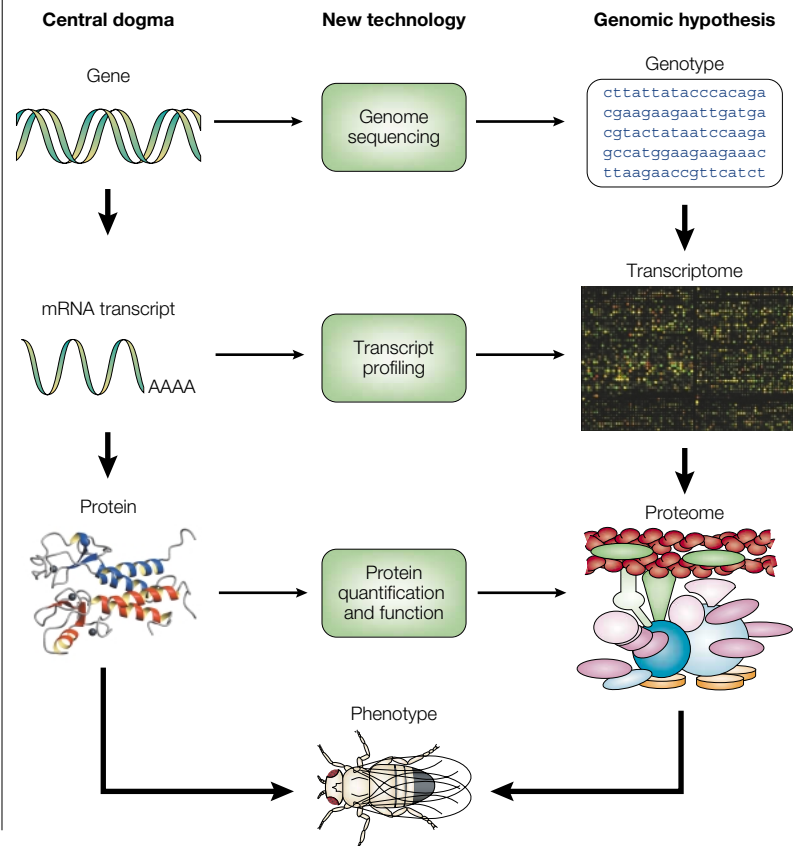 Central dogma
New technology
Genomic hypothesis
Gene
Genome
sequencing
Genotype
cttattatacccacaga
cgaagaagaattgatga
cgtactataatccaaga
gccatggaagaagaaac
ttaagaaccgttcatct
mRNA transcript
AAAA
Transcript
profiling
Transcriptome
Protein
Protein
quantification
and function
Proteome
Phenotype